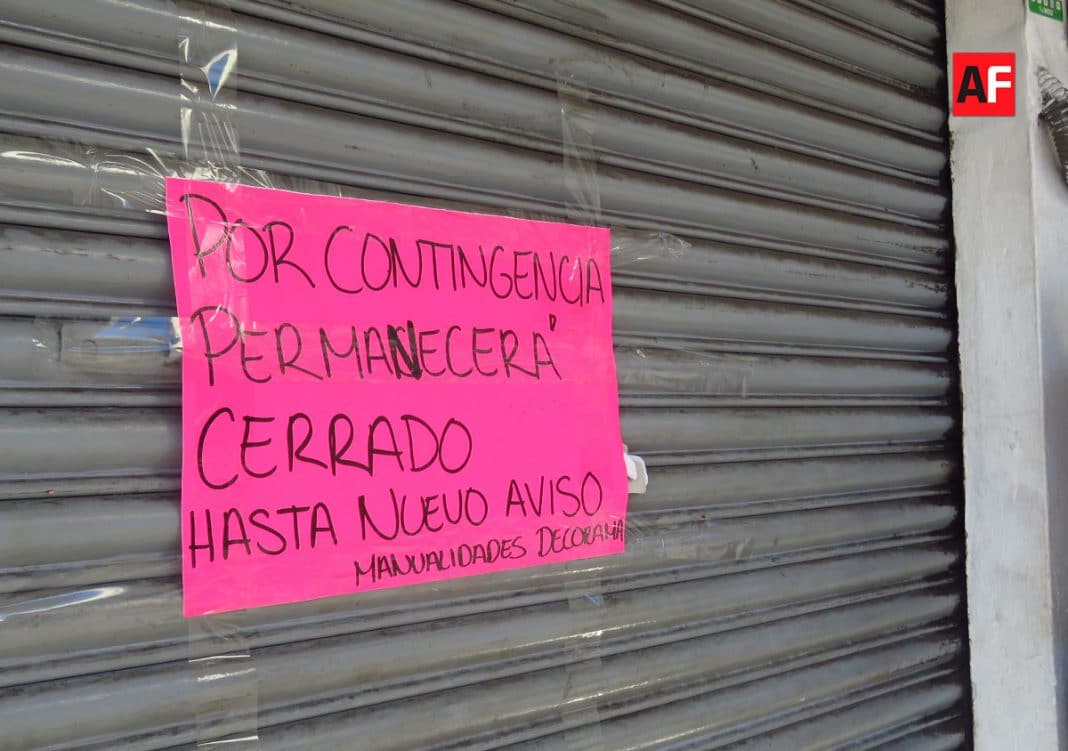 POR CONTINGENCIA
PERMANECERÁ
CERRADO
HASTA NUEVO AVISO
MANUALIDADES DECORAMA
AF